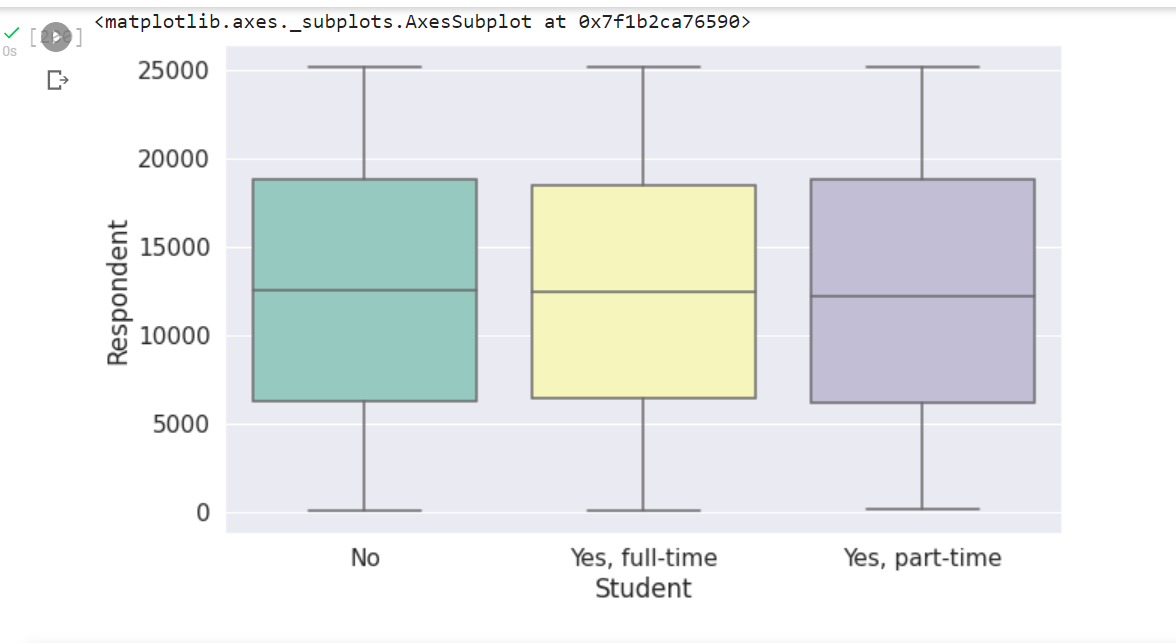 <matplotlib.axes._subplots.AxesSubplot at 0x7f1b2ca76590>
0s
25000
20000
15000
10000
5000
0
Respondent
No
Yes, full-time
Yes, part-time
Student